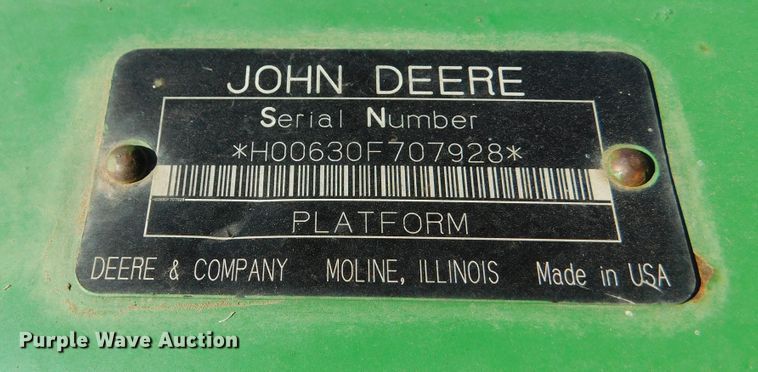 JOHN DEERE
Serial Number
*H00630F707928*
PLATFORM
DEERE & COMPANY MOLINE, ILLINOIS Made in USA
Purple Wave Auction